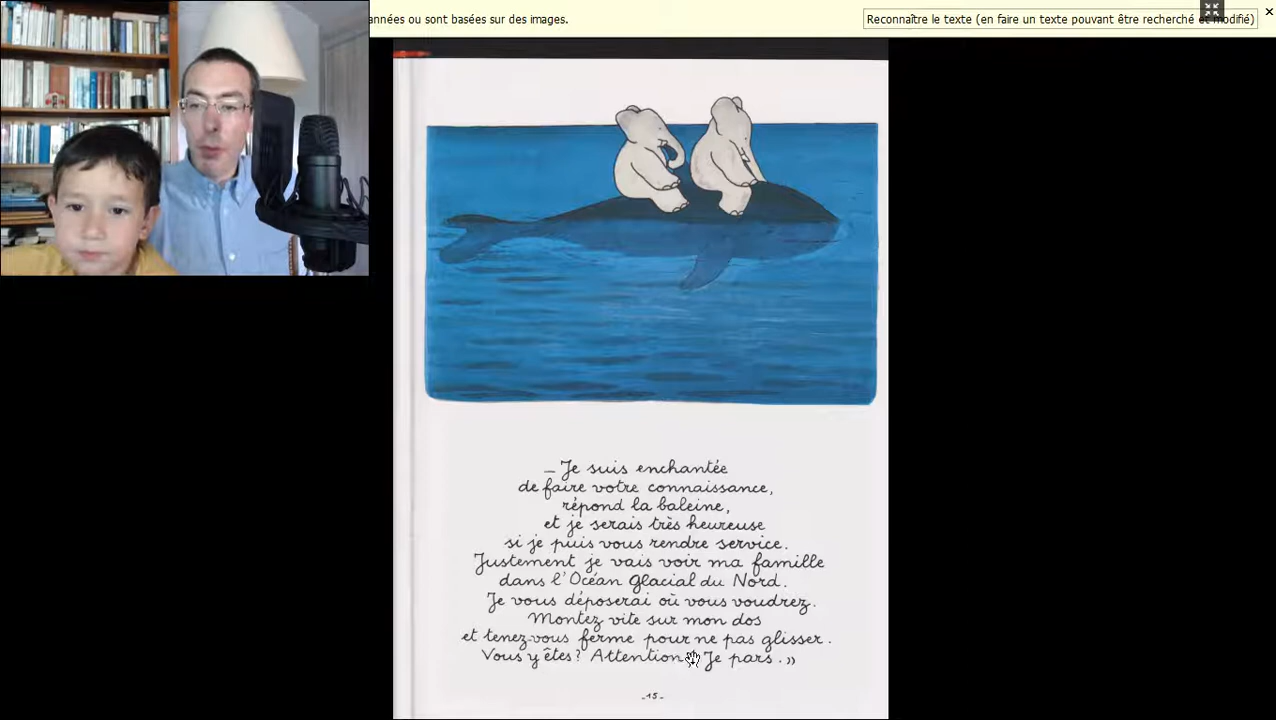 années ou sont basées sur des images.
Reconnaître le texte (en faire un texte pouvant être recherché et modifié)
_ Je suis enchantée
de faire votre connaissance,
répond la baleine,
et je serais très heureuse
si je puis vous rendre service.
Justement je vais voir ma famille
dans l'Océan Glacial du Nord.
Je vous déposerai où vous voudrez.
Montez vite sur mon dos
et tenez-vous ferme pour ne pas glisser.
Vous y êtes? Attention Je pars. »
_15_